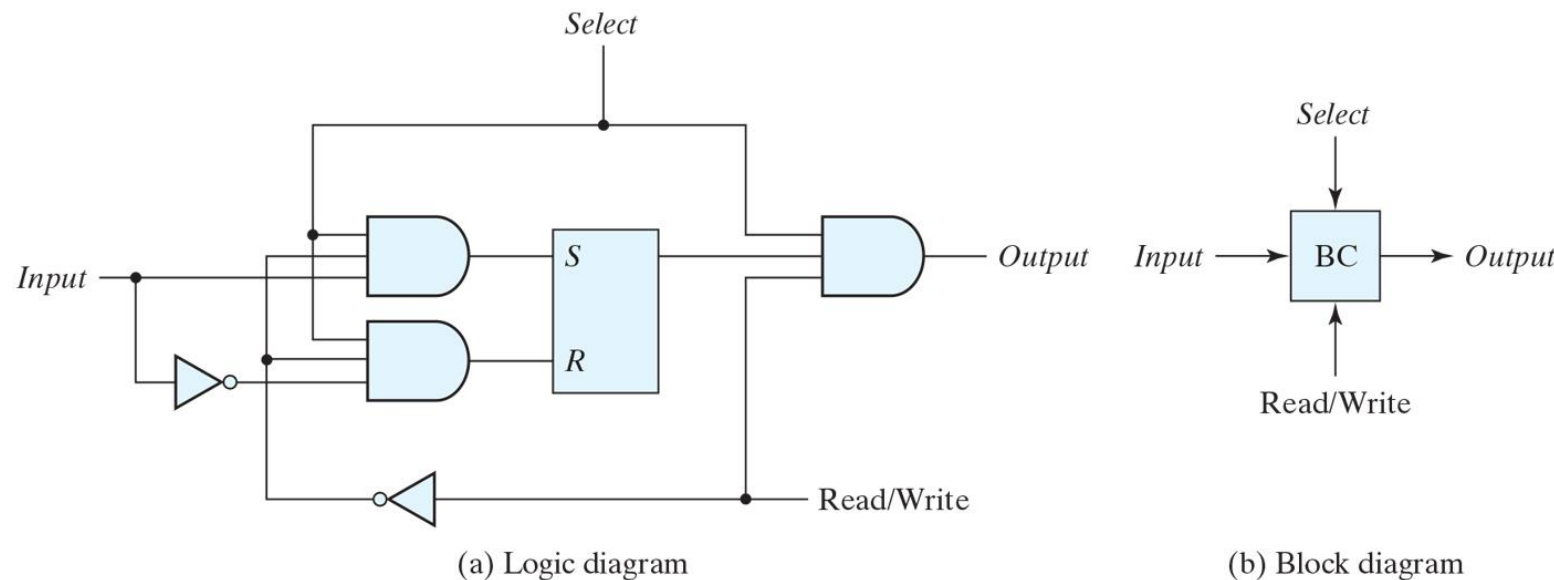 Select
Select
Input
S
R
Output
Input
BC
Output
Read/Write
Read/Write
(a) Logic diagram
(b) Block diagram